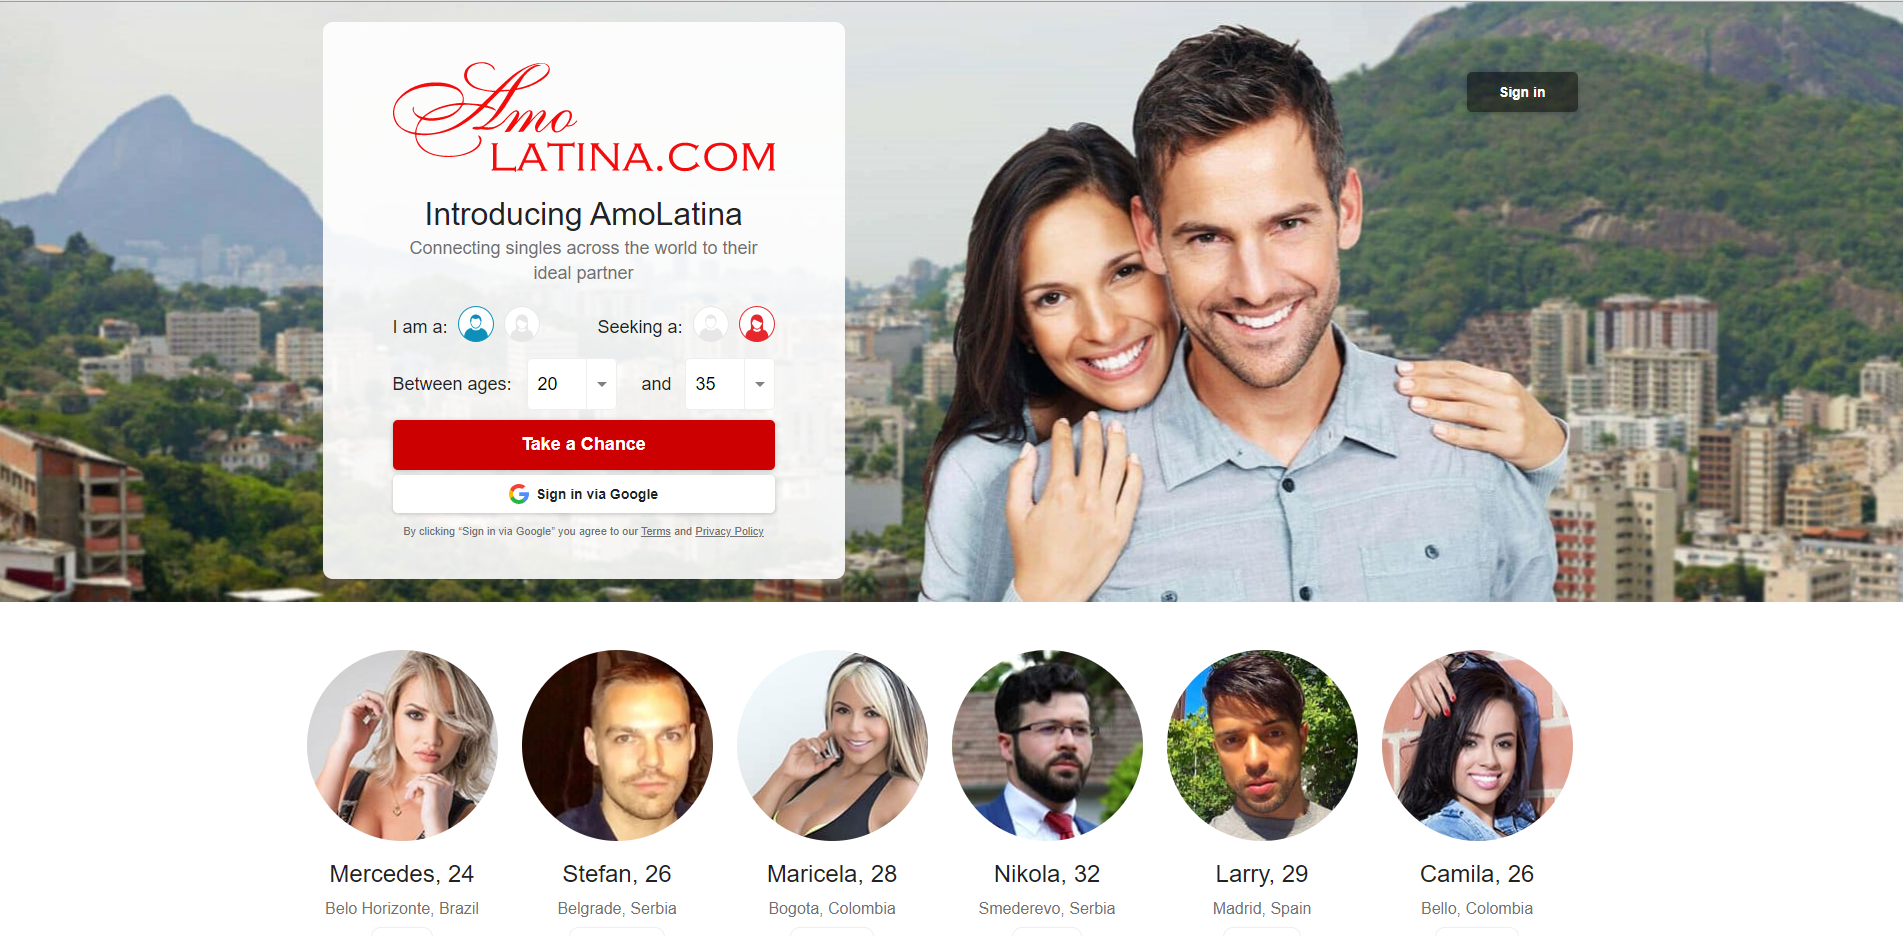 Amo
LATINA.COM
Sign in
Introducing AmoLatina
Connecting singles across the world to their
ideal partner
I am a:
Seeking a:
Between ages: 20 and 35
Take a Chance
Sign in via Google
By clicking “Sign in via Google” you agree to our Terms and Privacy Policy
Mercedes, 24
Belo Horizonte, Brazil
Stefan, 26
Belgrade, Serbia
Maricela, 28
Bogota, Colombia
Nikola, 32
Smederevo, Serbia
Larry, 29
Madrid, Spain
Camila, 26
Bello, Colombia